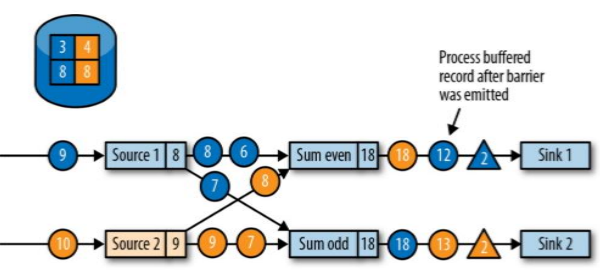 3 4
8 8
Process buffered
record after barrier
was emitted
9 Source 1 8 8 6 Sum even 18 18 12 2 Sink 1
7 8
10 Source 2 9 9 7 Sum odd 18 18 13 2 Sink 2